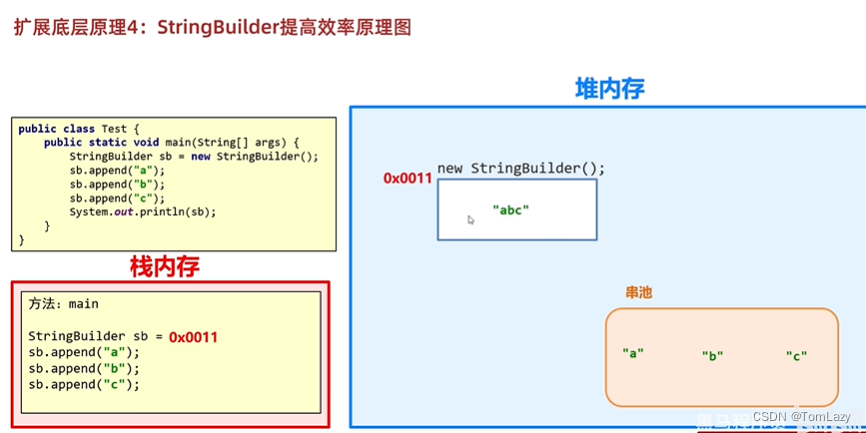 扩展底层原理4：StringBuilder提高效率原理图
堆内存
public class Test {
public static void main(String[] args) {
StringBuilder sb = new StringBuilder();
sb.append("a");
sb.append("b");
sb.append("c");
System.out.println(sb);
}
}
new StringBuilder();
0x0011
"abc"
栈内存
方法：main
StringBuilder sb = 0x0011
sb.append("a");
sb.append("b");
sb.append("c");
串池
"a" "b" "c"
CSDN @TomLazy